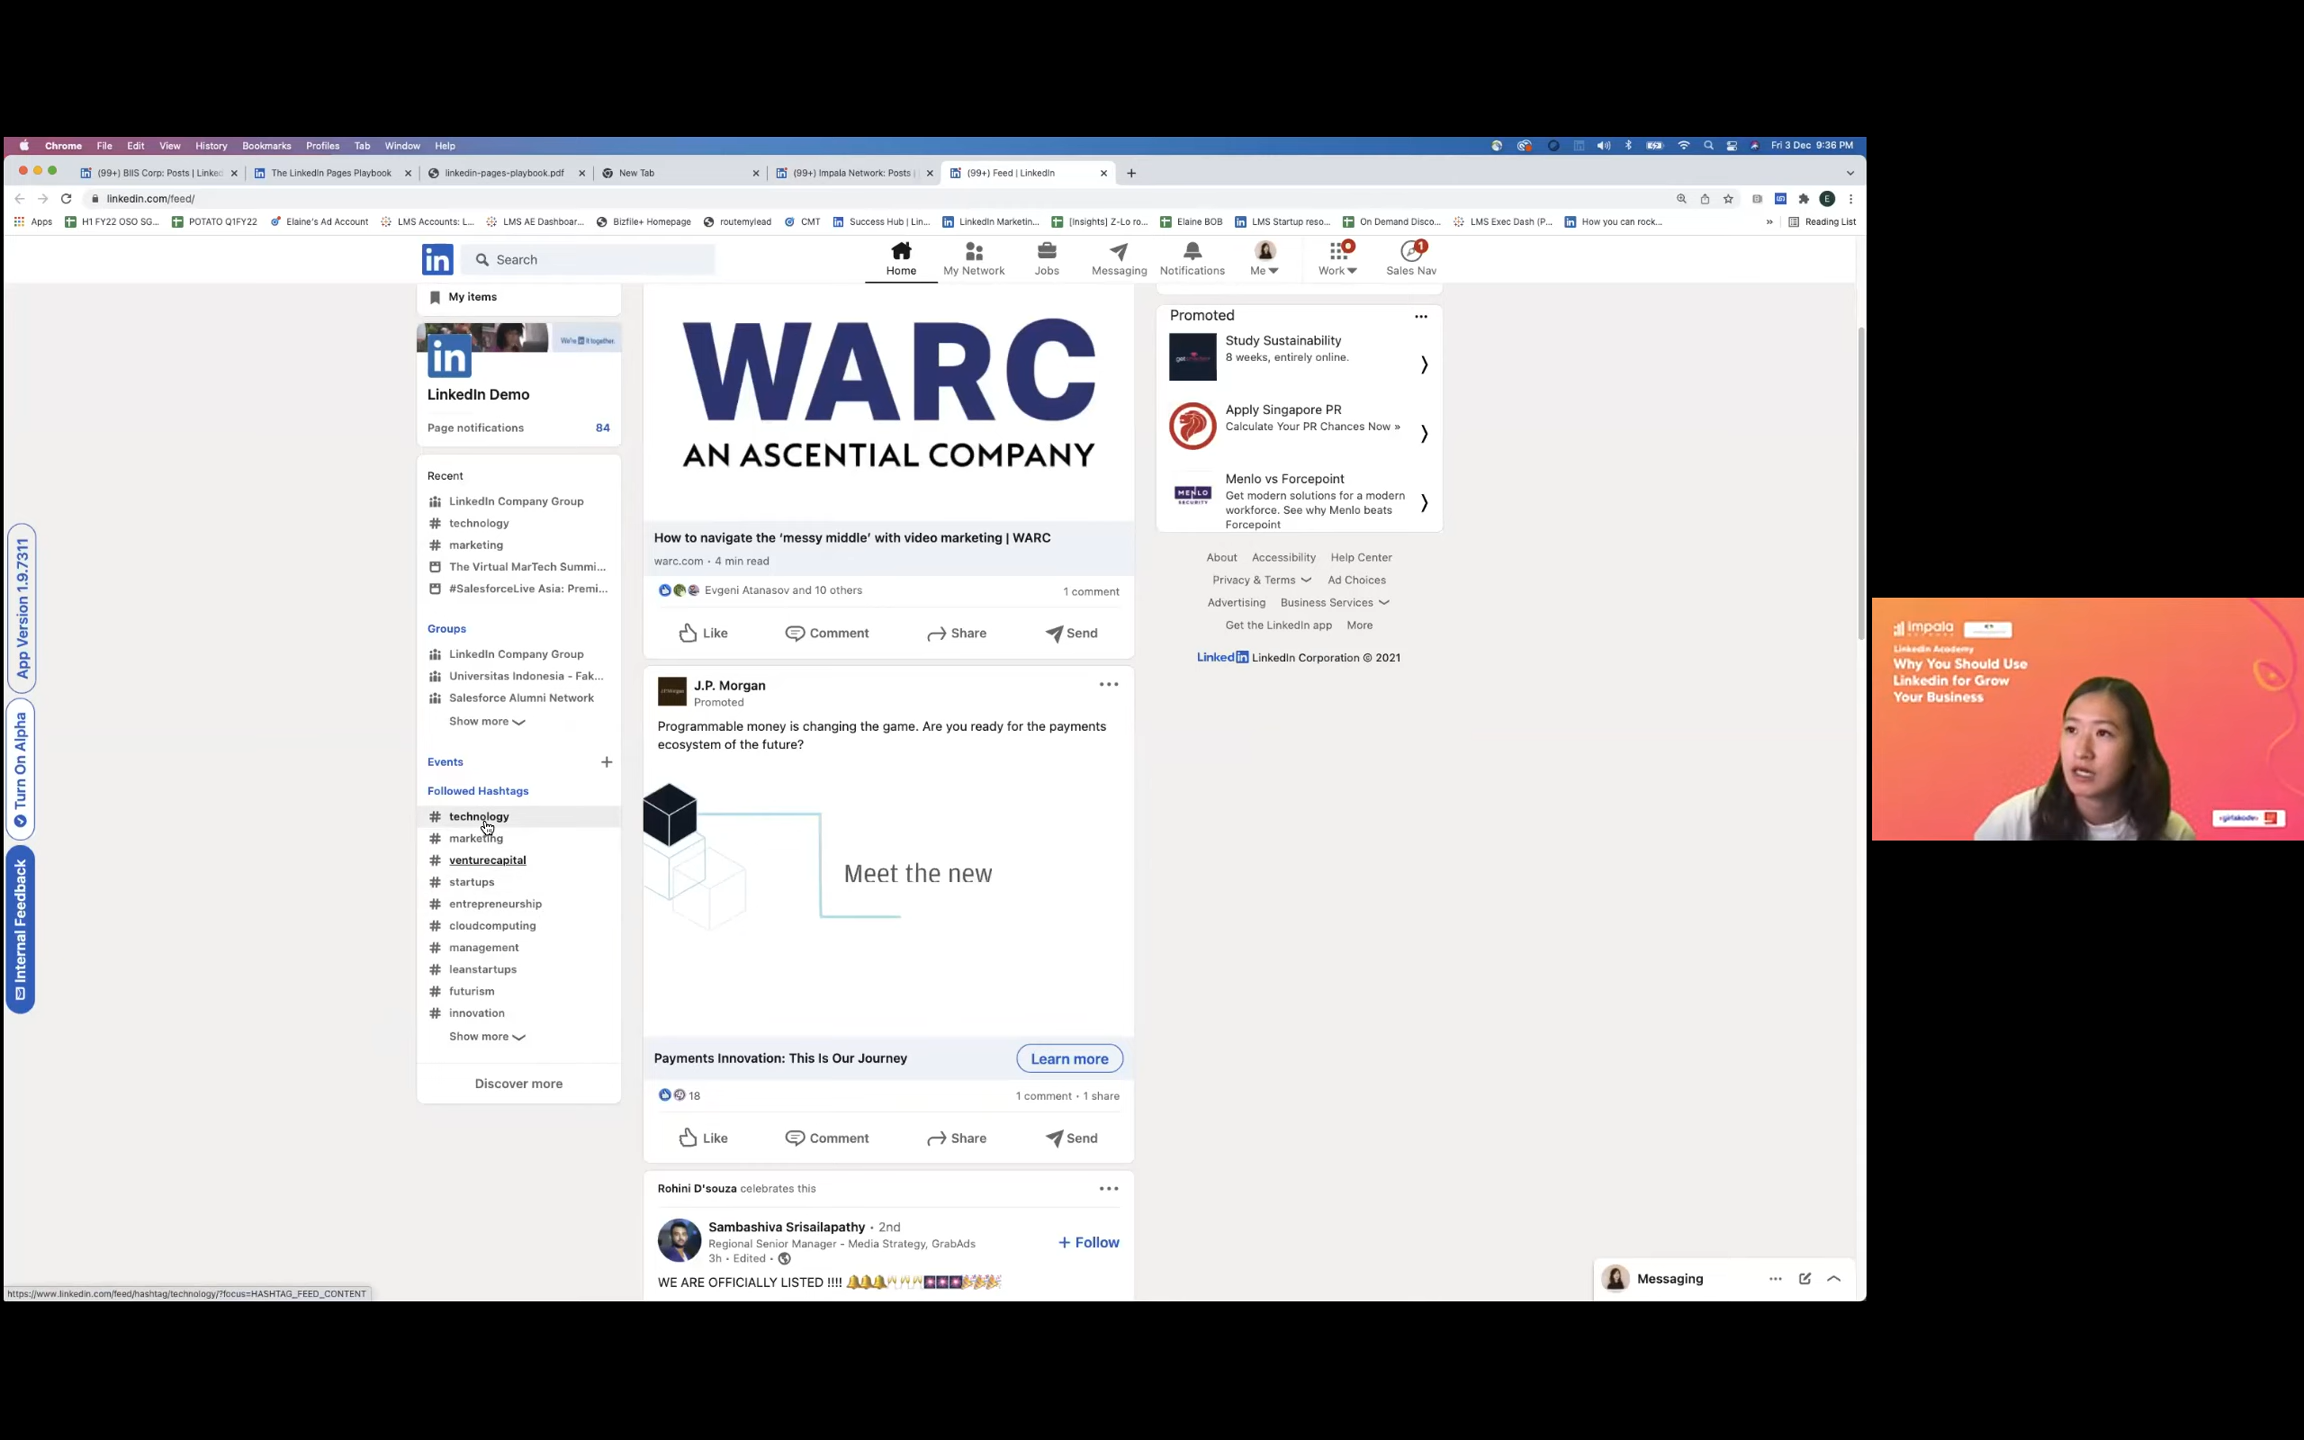 Chrome File Edit View History Bookmarks Profiles Tab Window Help
Fri 3 Dec 9:36 PM
(99+) BIIS Corp: Posts | Linked
The LinkedIn Pages Playbook
linkedin-pages-playbook.pdf
New Tab
(99+) Impala Network: Posts |
(99+) Feed | LinkedIn
linkedin.com/feed/
E
Apps
H1 FY22 OSO SG...
POTATO Q1FY22
Elaine's Ad Account
LMS Accounts: L...
LMS AE Dashboar...
Bizfile+ Homepage
routemylead
CMT
Success Hub | Lin...
LinkedIn Marketin...
[Insights] Z-Lo ro...
Elaine BOB
LMS Startup reso...
On Demand Disco...
LMS Exec Dash (P...
How you can rock...
»
Reading List
in
Search
Home
My Network
Jobs
Messaging
Notifications
Me
Work
1
Sales Nav
My items
We're in it together.
in
LinkedIn Demo
Page notifications 84
Recent
LinkedIn Company Group
# technology
# marketing
The Virtual MarTech Summi...
#SalesforceLive Asia: Premi...
Groups
LinkedIn Company Group
Universitas Indonesia - Fak...
Salesforce Alumni Network
Show more
Events +
Followed Hashtags
# technology
# marketing
# venturecapital
# startups
# entrepreneurship
# cloudcomputing
# management
# leanstartups
# futurism
# innovation
Show more
Discover more
App Version 1.9.7311
Turn On Alpha
Internal Feedback
WARC
AN ASCENTIAL COMPANY
How to navigate the ‘messy middle’ with video marketing | WARC
warc.com • 4 min read
Evgeni Atanasov and 10 others
1 comment
Like Comment Share Send
J.P. Morgan
Promoted
Programmable money is changing the game. Are you ready for the payments
ecosystem of the future?
Meet the new
Payments Innovation: This Is Our Journey
Learn more
18
1 comment • 1 share
Like Comment Share Send
Rohini D'souza celebrates this
Sambashiva Srisailapathy • 2nd
Regional Senior Manager - Media Strategy, GrabAds
3h • Edited •
+ Follow
WE ARE OFFICIALLY LISTED !!!!
Promoted
Study Sustainability
8 weeks, entirely online.
Apply Singapore PR
Calculate Your PR Chances Now »
MENLO
SECURITY
Menlo vs Forcepoint
Get modern solutions for a modern
workforce. See why Menlo beats
Forcepoint
About Accessibility Help Center
Privacy & Terms Ad Choices
Advertising Business Services
Get the LinkedIn app More
Linkedin LinkedIn Corporation © 2021
Messaging
https://www.linkedin.com/feed/hashtag/technology/?focus=HASHTAG_FEED_CONTENT
impala
LinkedIn Academy
Why You Should Use
Linkedin for Grow
Your Business